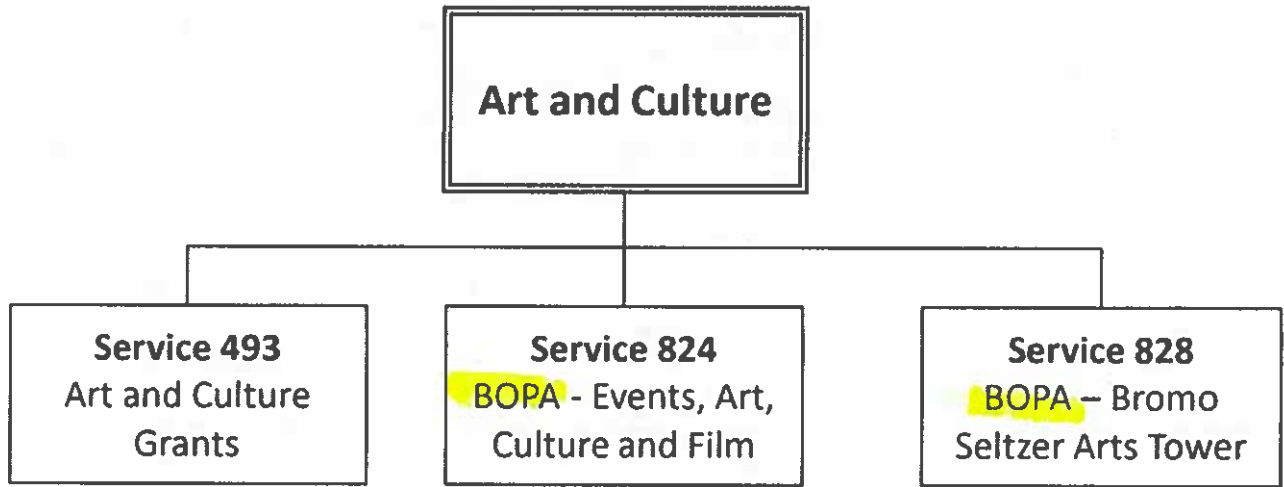 Art and Culture
Service 493
Art and Culture
Grants
Service 824
BOPA - Events, Art,
Culture and Film
Service 828
BOPA – Bromo
Seltzer Arts Tower